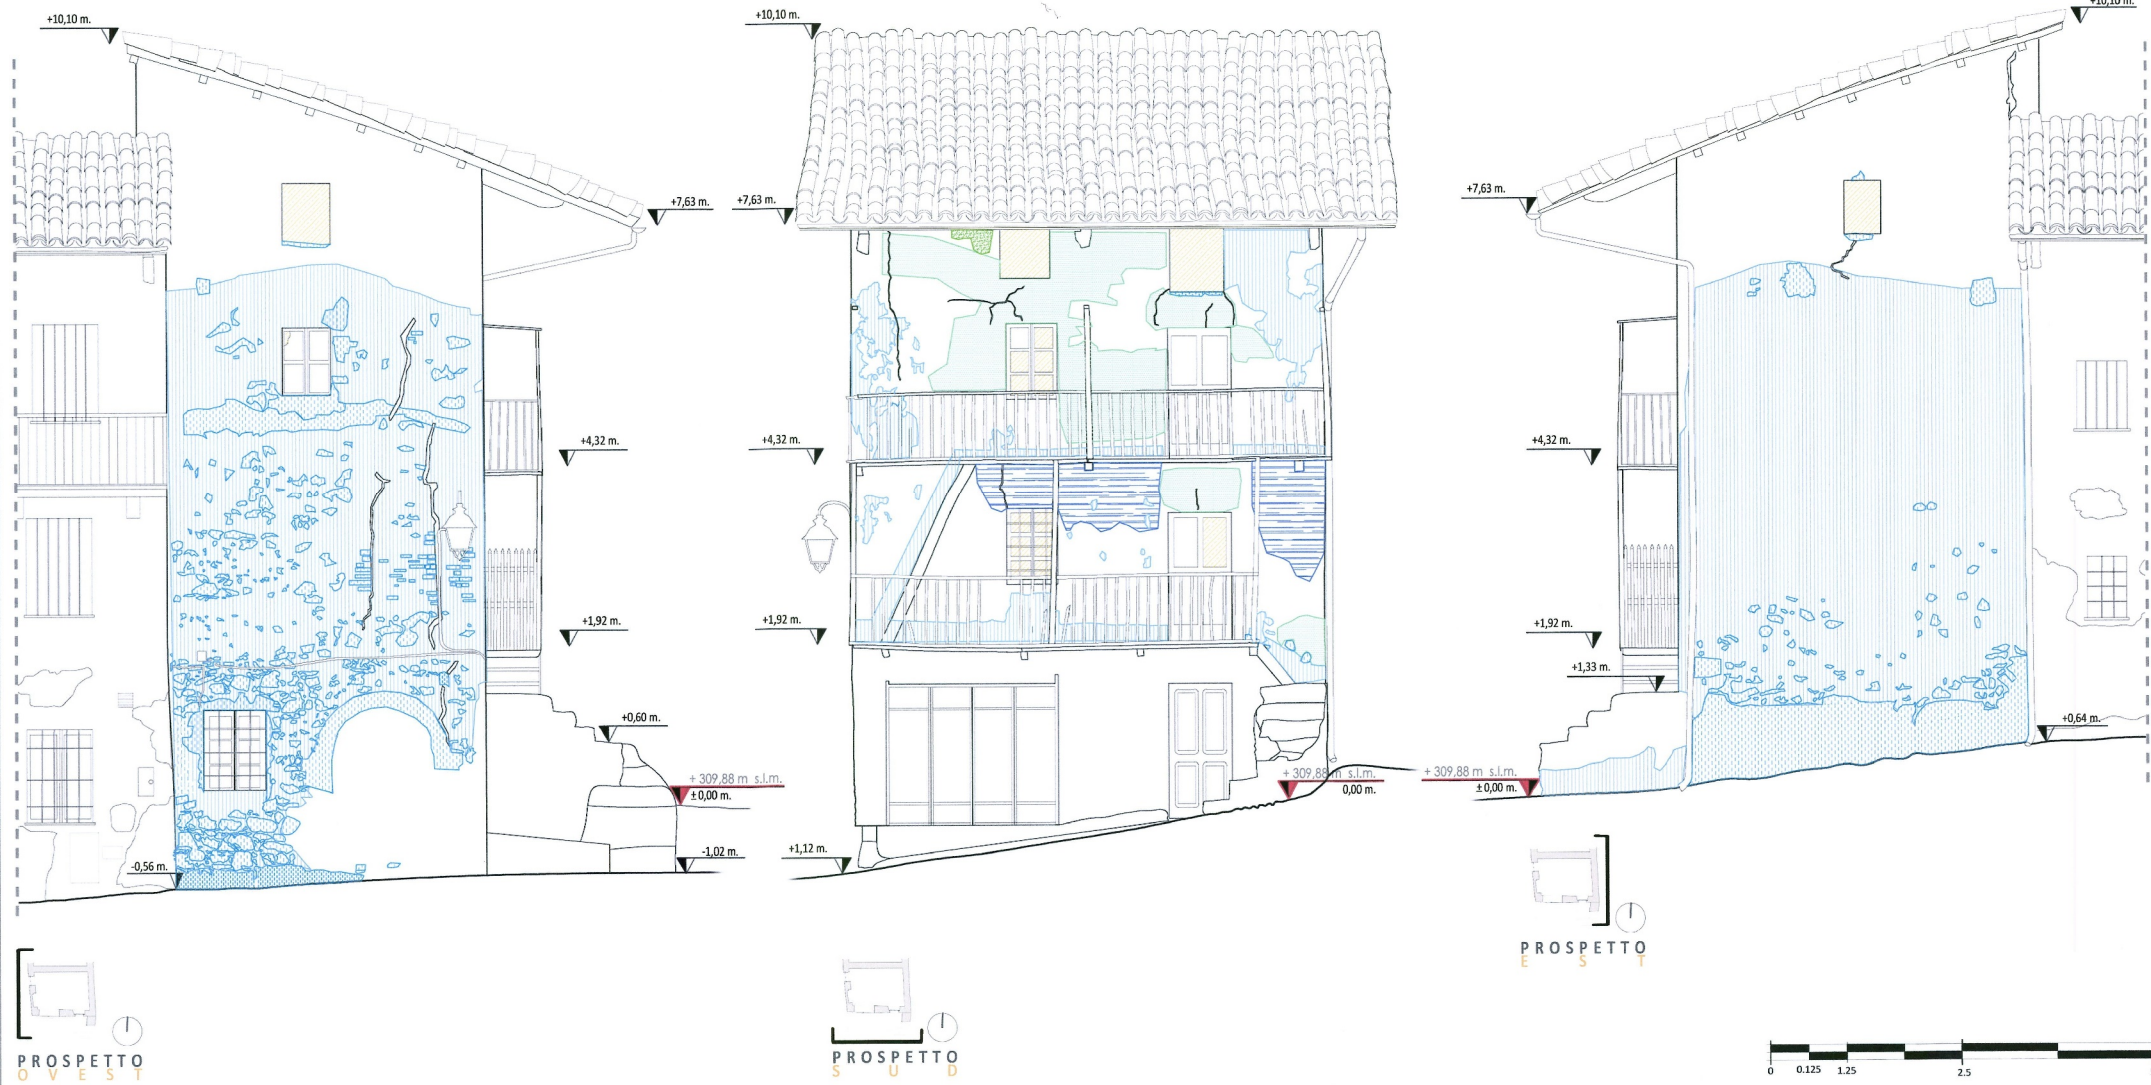 +10,10 m.
+7,63 m.
+4,32 m.
+1,92 m.
+0,60 m.
+ 309,88 m s.l.m.
±0,00 m.
-1,02 m.
-0,56 m.
PROSPETTO
OVEST
+10,10 m.
+7,63 m.
+4,32 m.
+1,92 m.
+1,12 m.
+ 309,88 m s.l.m.
0,00 m.
PROSPETTO
SUD
+10,10 m.
+7,63 m.
+4,32 m.
+1,92 m.
+1,33 m.
+0,64 m.
+ 309,88 m s.l.m.
±0,00 m.
PROSPETTO
EST
0 0.125 1.25 2.5